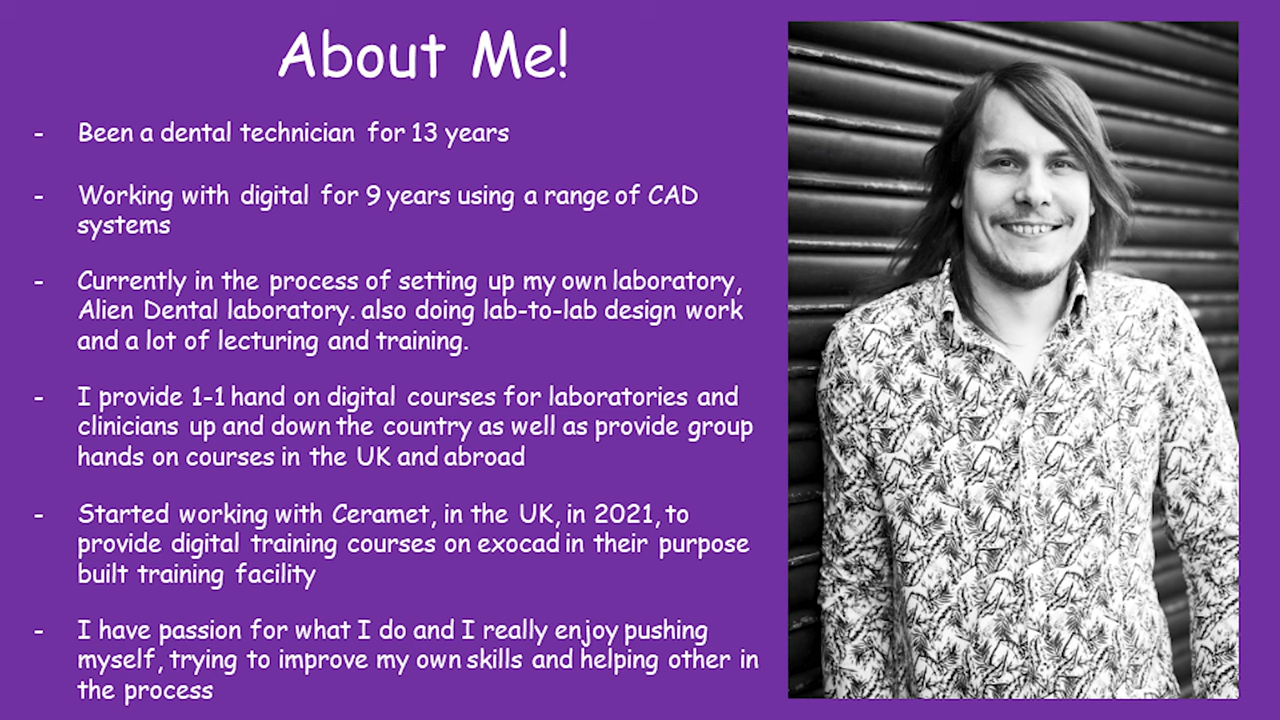 About Me!
- Been a dental technician for 13 years
- Working with digital for 9 years using a range of CAD
systems
- Currently in the process of setting up my own laboratory,
Alien Dental laboratory. also doing lab-to-lab design work
and a lot of lecturing and training.
- I provide 1-1 hand on digital courses for laboratories and
clinicians up and down the country as well as provide group
hands on courses in the UK and abroad
- Started working with Ceramet, in the UK, in 2021, to
provide digital training courses on exocad in their purpose
built training facility
- I have passion for what I do and I really enjoy pushing
myself, trying to improve my own skills and helping other in
the process